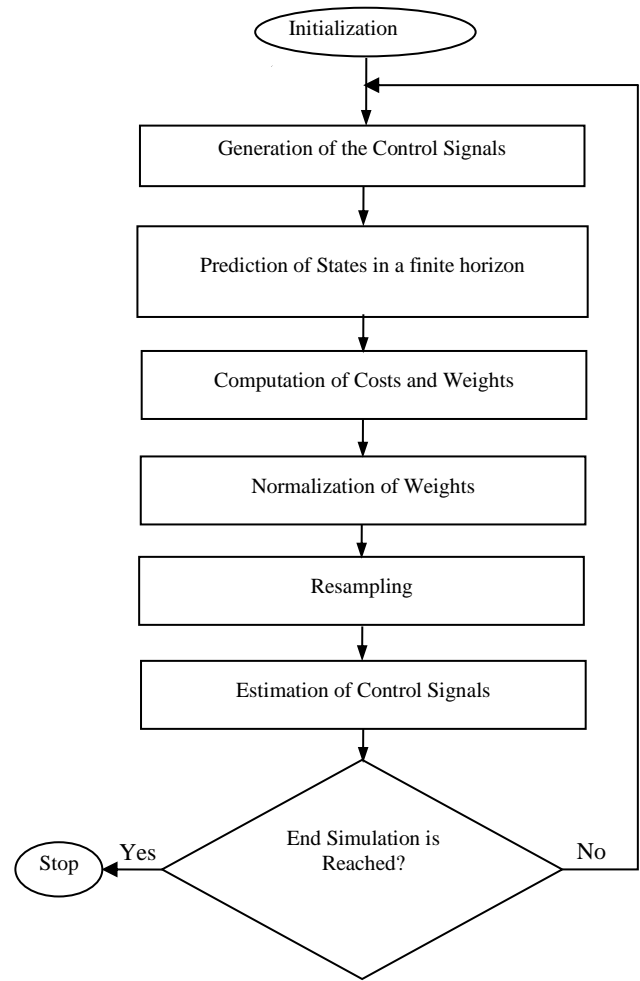 Initialization
Generation of the Control Signals
Prediction of States in a finite horizon
Computation of Costs and Weights
Normalization of Weights
Resampling
Estimation of Control Signals
End Simulation is
Reached?
Stop
Yes
No